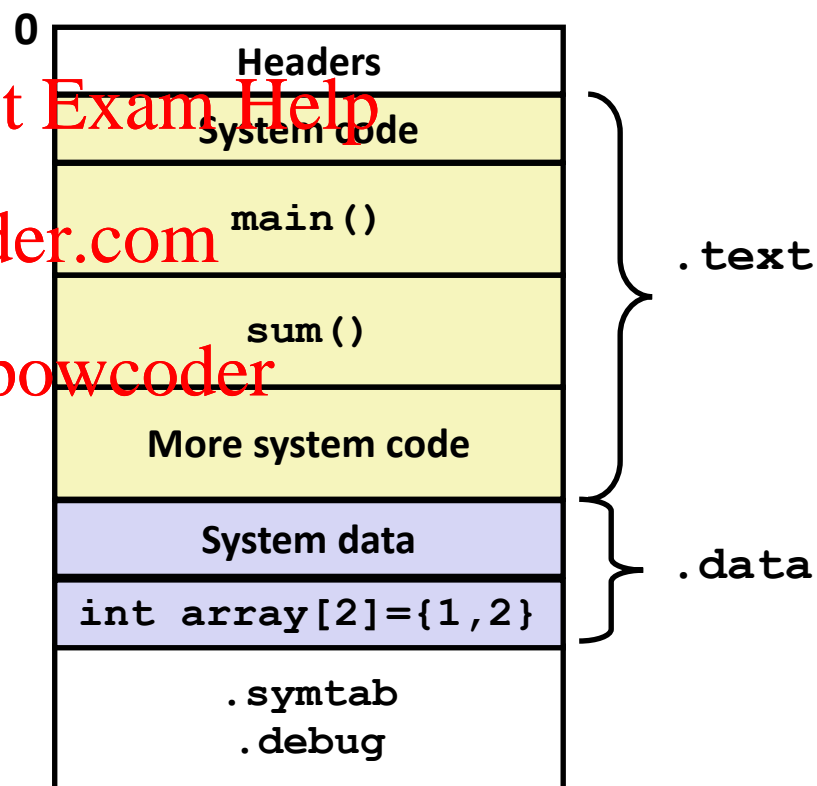 0
Headers
t Exam Help
System code
main()
der.com
.text
sum()
powcoder
More system code
System data
.data
int array[2]={1,2}
.symtab
.debug